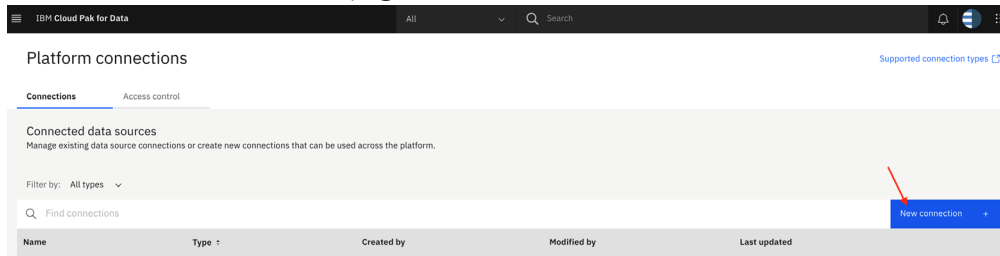 IBM Cloud Pak for Data
All
Search
Platform connections
Supported connection types
Connections
Access control
Connected data sources
Manage existing data source connections or create new connections that can be used across the platform.
Filter by: All types
Find connections
New connection +
Name Type Created by Modified by Last updated